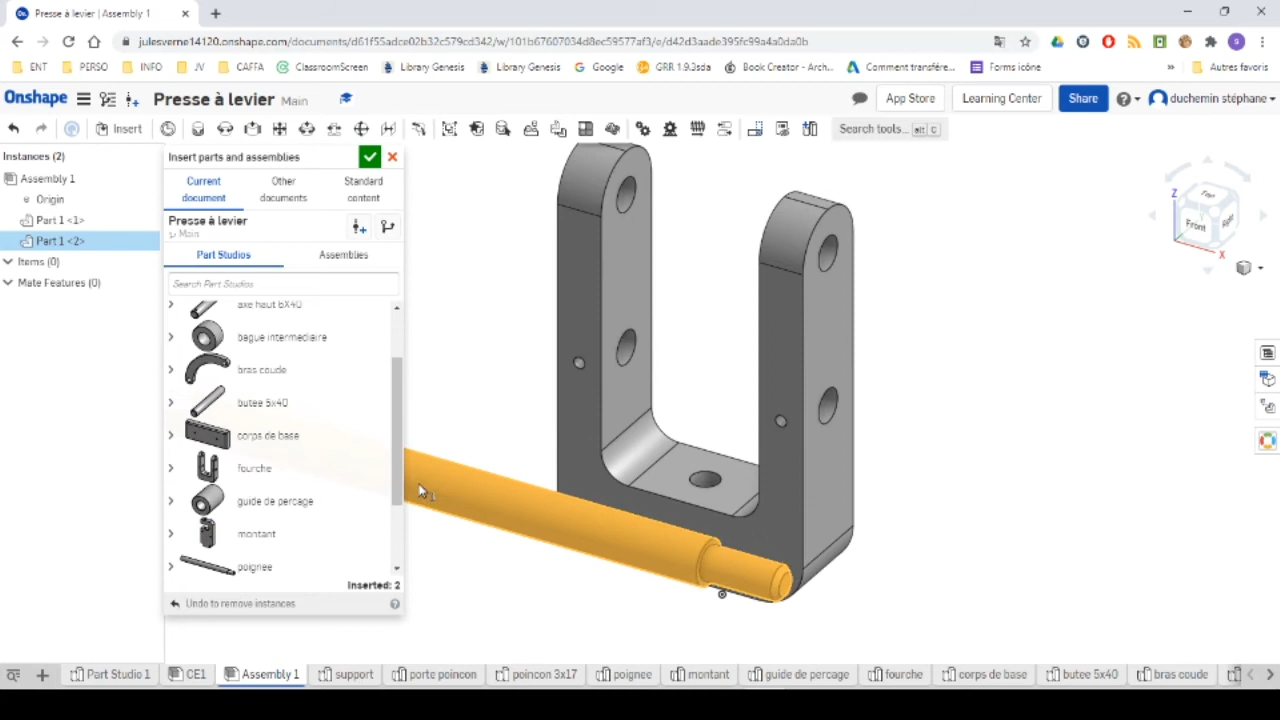 Presse à levier | Assembly 1
julesverne14120.onshape.com/documents/d61f55adce02b32c579cd342/w/101b67607034d8ec59577af3/e/d42d3aade395fc99a4a0da0b
ENT PERSO INFO JV CAFFA ClassroomScreen Library Genesis Library Genesis Google GRR 1.9.3sda Book Creator - Arch... Comment transfére... Forms icône » Autres favoris
Onshape Presse à levier Main App Store Learning Center Share duchemin stéphane
Insert Search tools... alt C
Instances (2)
Assembly 1
Origin
Part 1 <1>
Part 1 <2>
Items (0)
Mate Features (0)
Insert parts and assemblies
Current document Other documents Standard content
Presse à levier
Main
Part Studios Assemblies
Search Part Studios
axe haut 6X40
bague intermediaire
bras coude
butee 5x40
corps de base
fourche
guide de percage
montant
poignee
Inserted: 2
Undo to remove instances
Z Front Right X
Part Studio 1 CE1 Assembly 1 support porte poincon poincon 3x17 poignee montant guide de percage fourche corps de base butee 5x40 bras coude